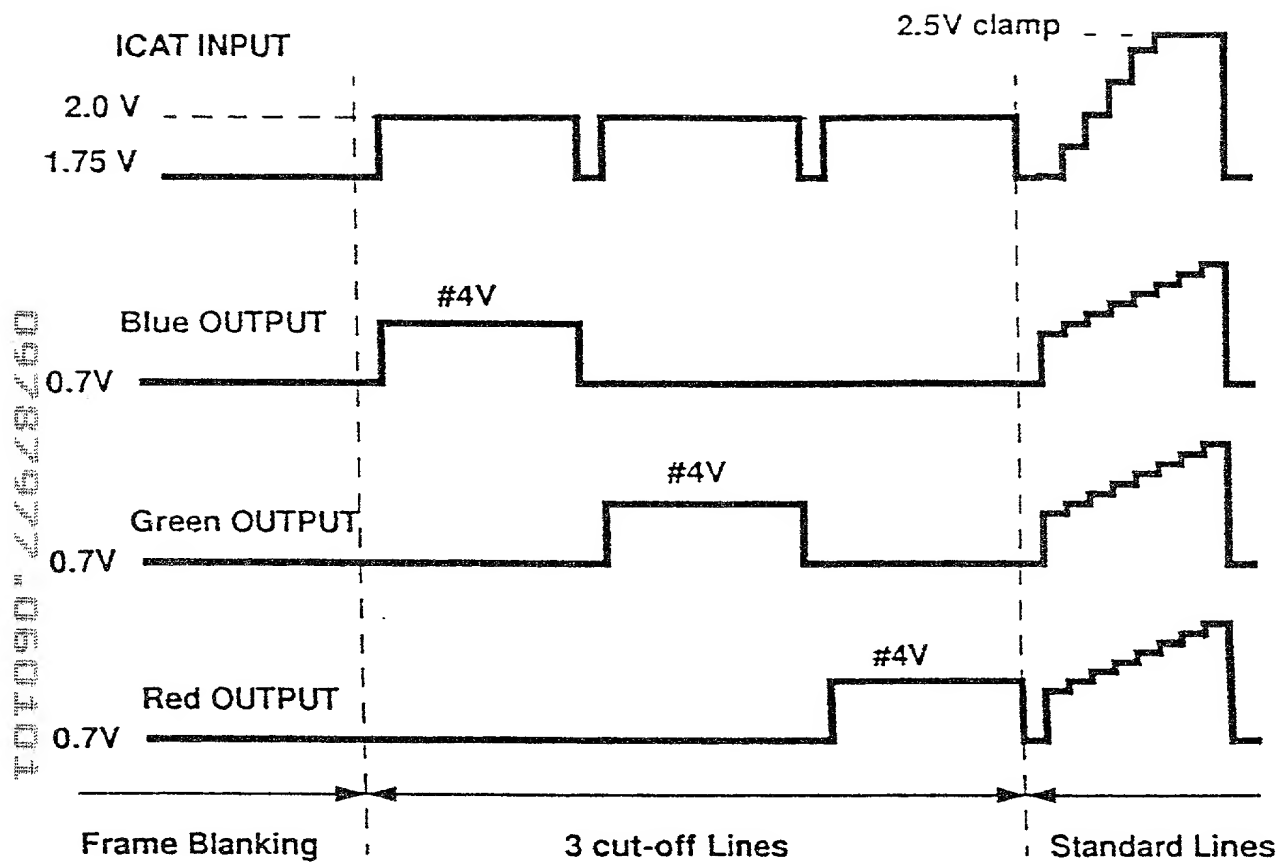 2.5V clamp
ICAT INPUT
2.0 V
1.75 V
#4V
Blue OUTPUT
0.7V
#4V
Green OUTPUT
0.7V
#4V
Red OUTPUT
0.7V
Frame Blanking
3 cut-off Lines
Standard Lines